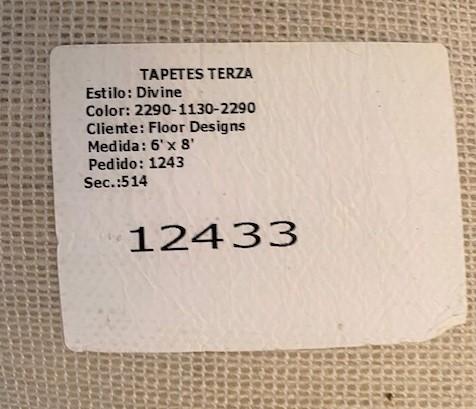 TAPETES TERZA
Estilo: Divine
Color: 2290-1130-2290
Cliente: Floor Designs
Medida: 6' x 8'
Pedido: 1243
Sec.:514
12433